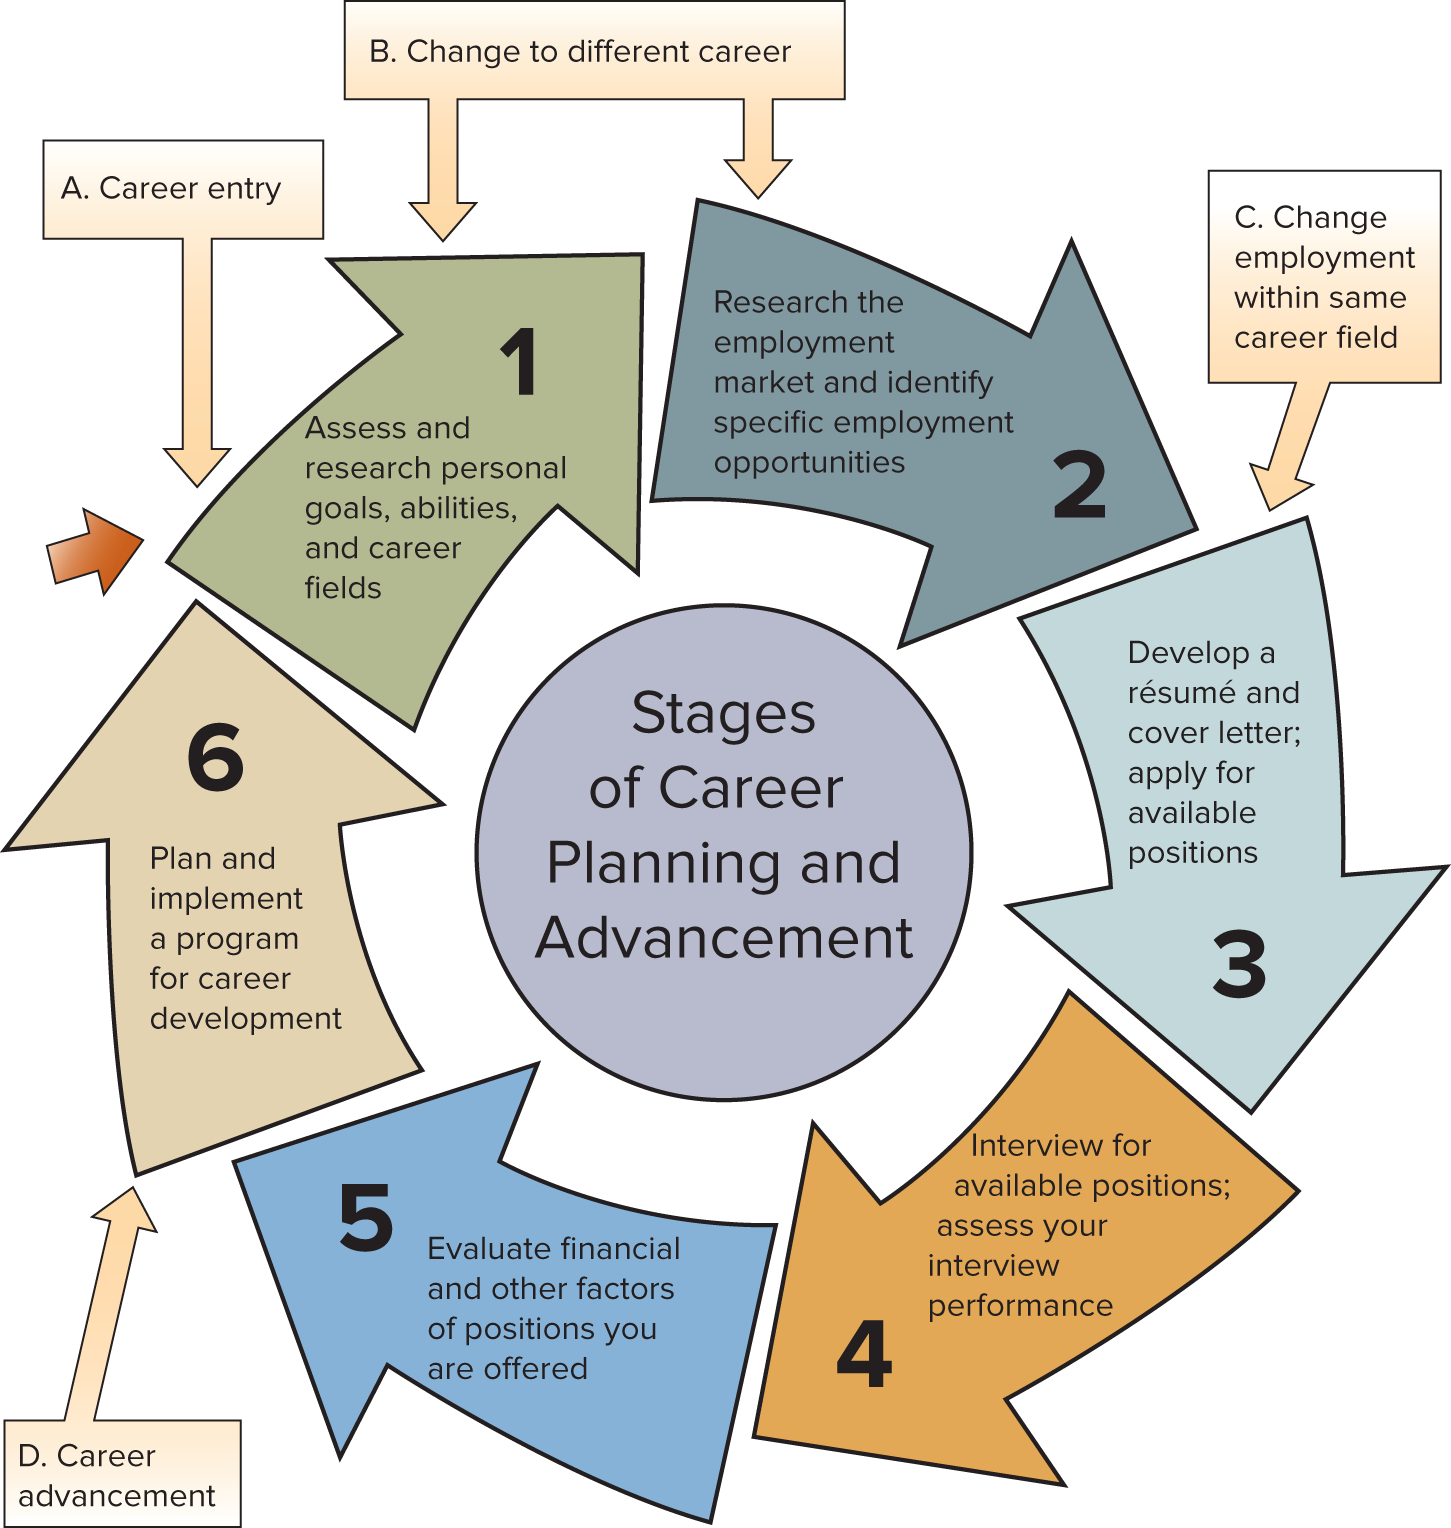 B. Change to different career
A. Career entry
C. Change
employment
within same
career field
1
Assess and
research personal
goals, abilities,
and career
fields
Research the
employment
market and identify
specific employment
opportunities
2
Develop a
résumé and
cover letter;
apply for
available
positions
3
Interview for
available positions;
assess your
interview
performance
4
5
Evaluate financial
and other factors
of positions you
are offered
6
Plan and
implement
a program
for career
development
Stages
of Career
Planning and
Advancement
D. Career
advancement